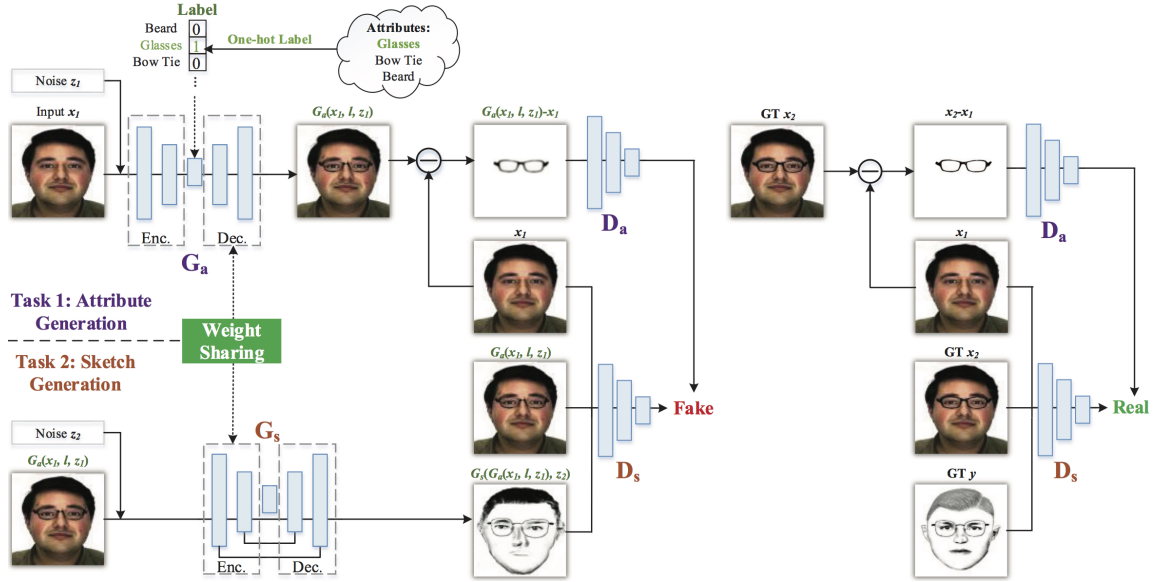 Label
Beard 0
Glasses 1
Bow Tie 0
One-hot Label
Attributes:
Glasses
Bow Tie
Beard
Noise z₁
Input x₁
Enc.
Dec.
Gₐ
Gₐ(x₁, l, z₁)
Gₐ(x₁, l, z₁)-x₁
Dₐ
x₁
GT x₂
x₂-x₁
Dₐ
x₁
Task 1: Attribute
Generation
Weight
Sharing
Task 2: Sketch
Generation
Gₐ(x₁, l, z₁)
Fake
GT x₂
Real
Noise z₂
Gₐ(x₁, l, z₁)
Gₛ
Enc.
Dec.
Gₛ(Gₐ(x₁, l, z₁), z₂)
Dₛ
GT y
Dₛ